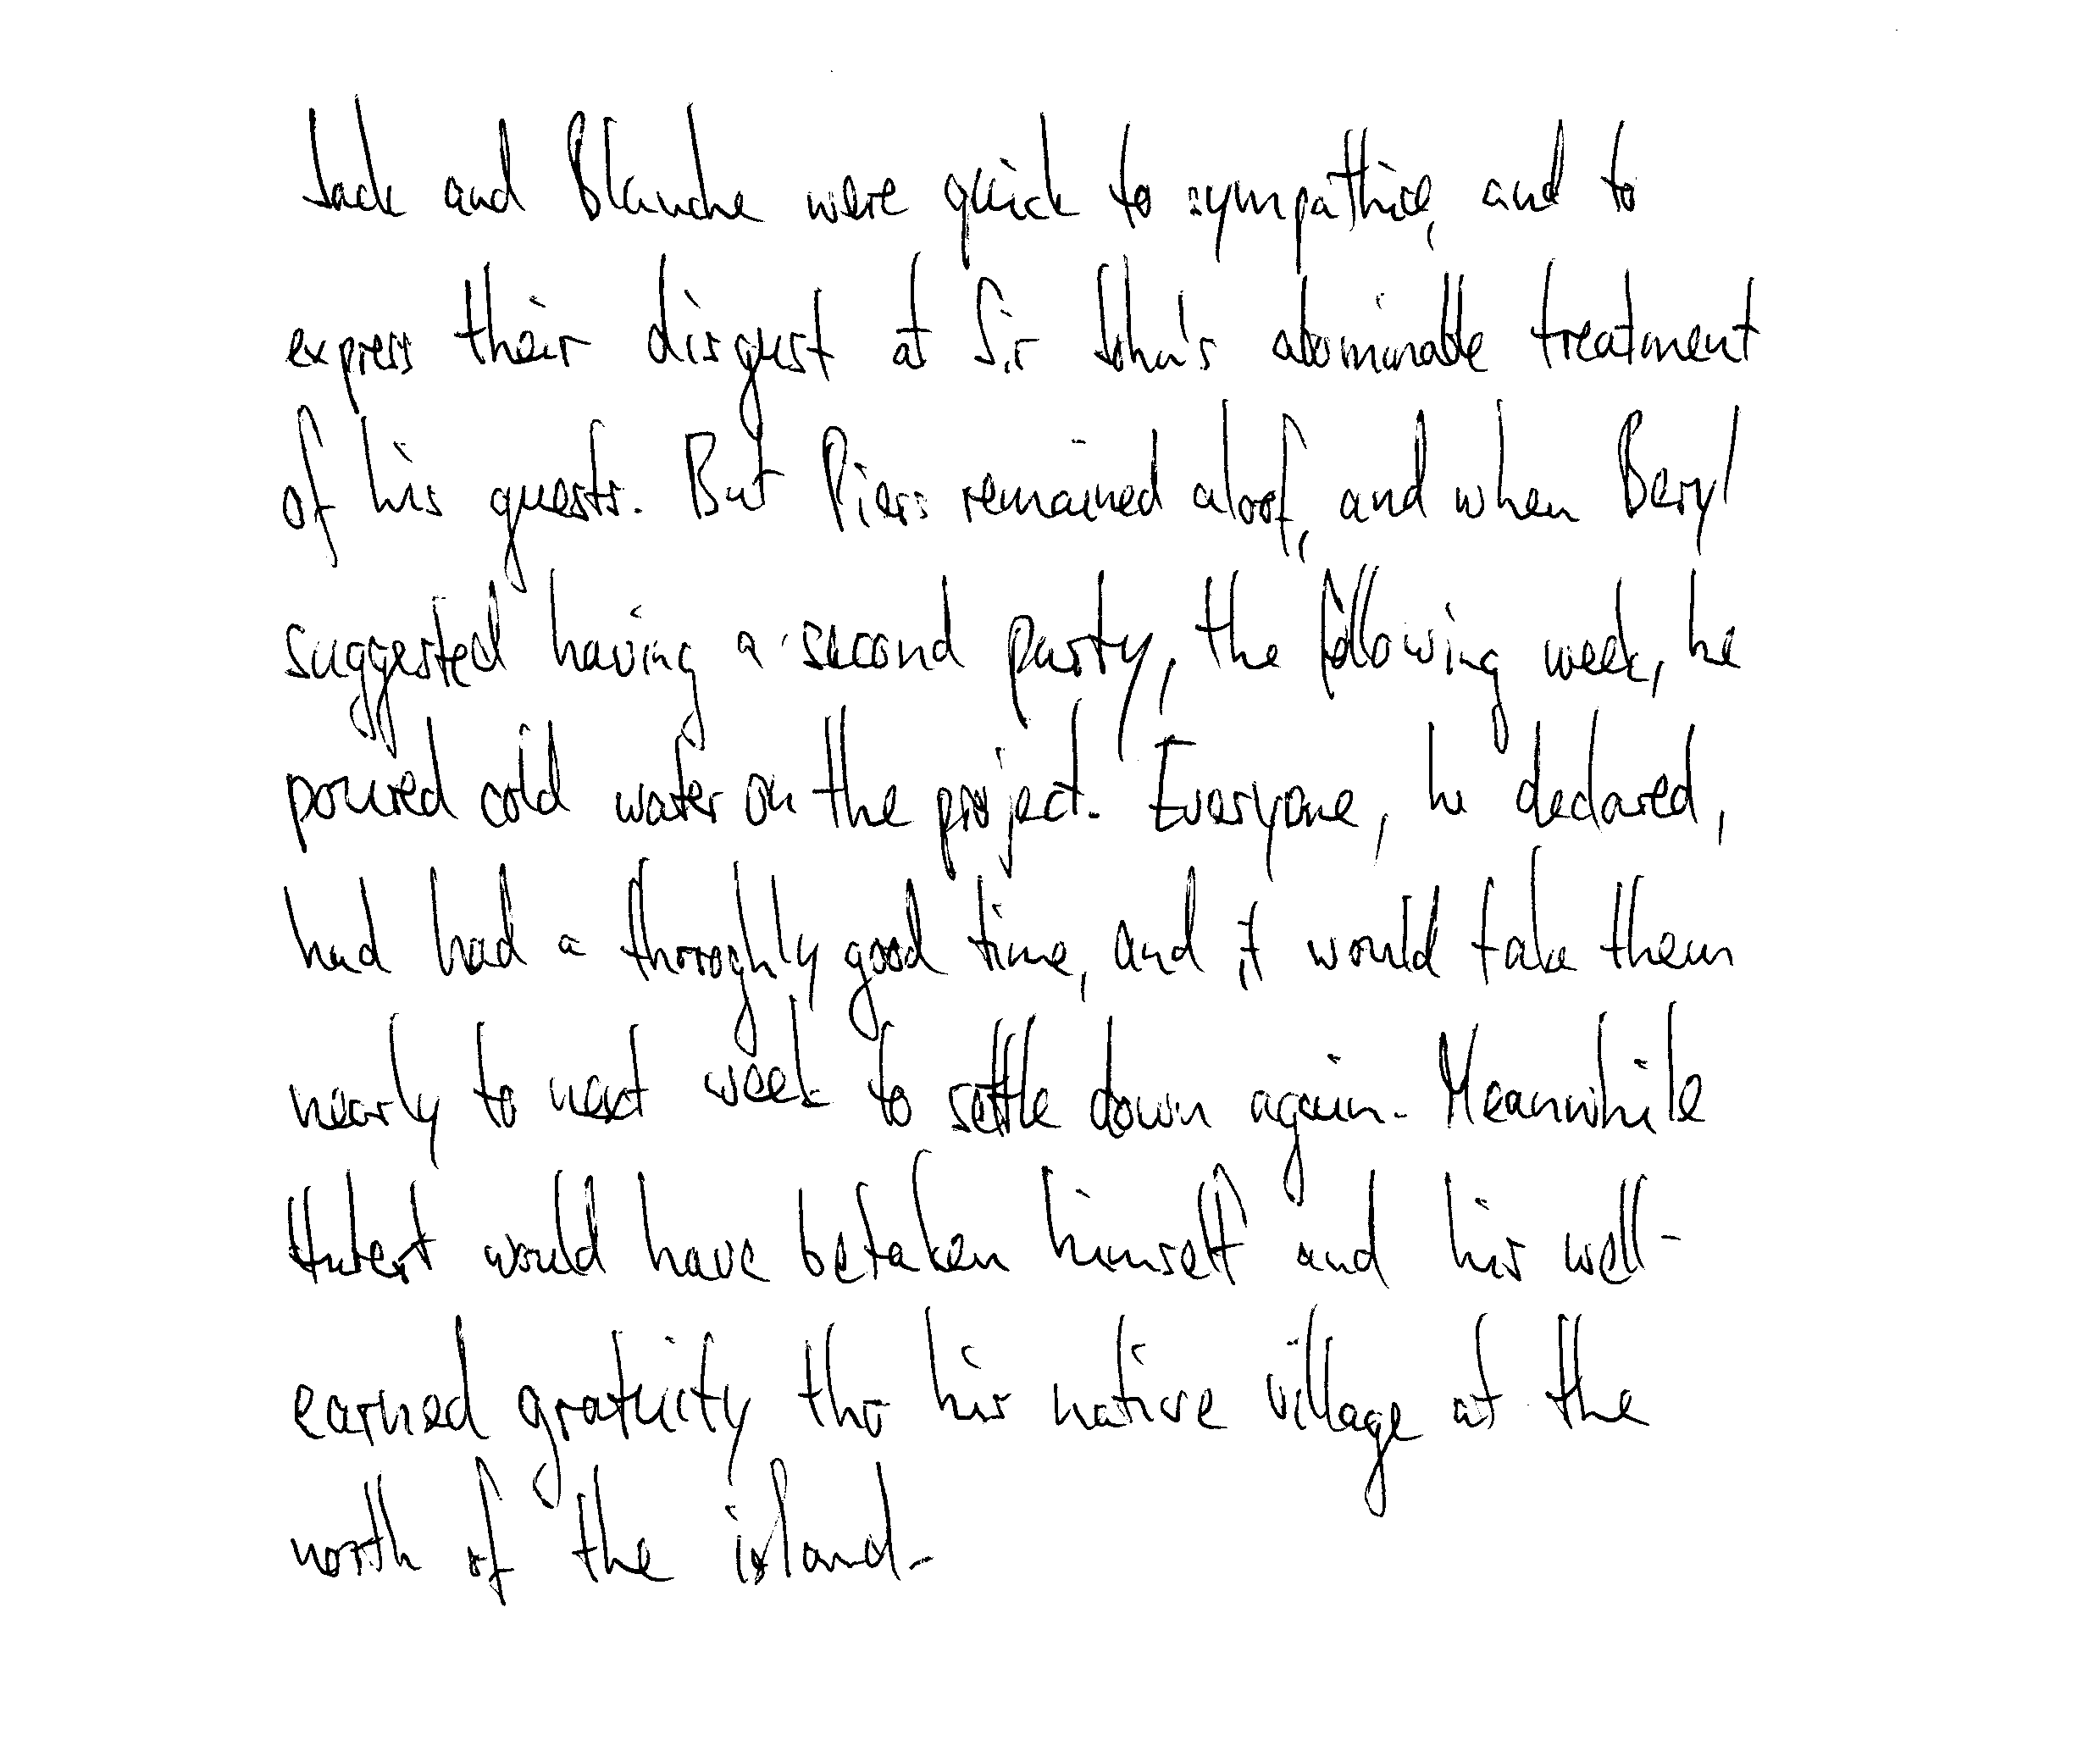 Jack and Blanche were quick to sympathice, and to
express their disgust at Sir John's abominable treatment
of his guests. But Piers remained aloof, and when Beryl
suggested having a second party, the following week, he
poured cold water on the project. Everyone, he declared,
had had a thoroghly good time, and it would take them
nearly to next week to settle down again. Meanwhile
Hubert would have betaken himself and his well-
earned gratuity tho his native village at the
north of the island.